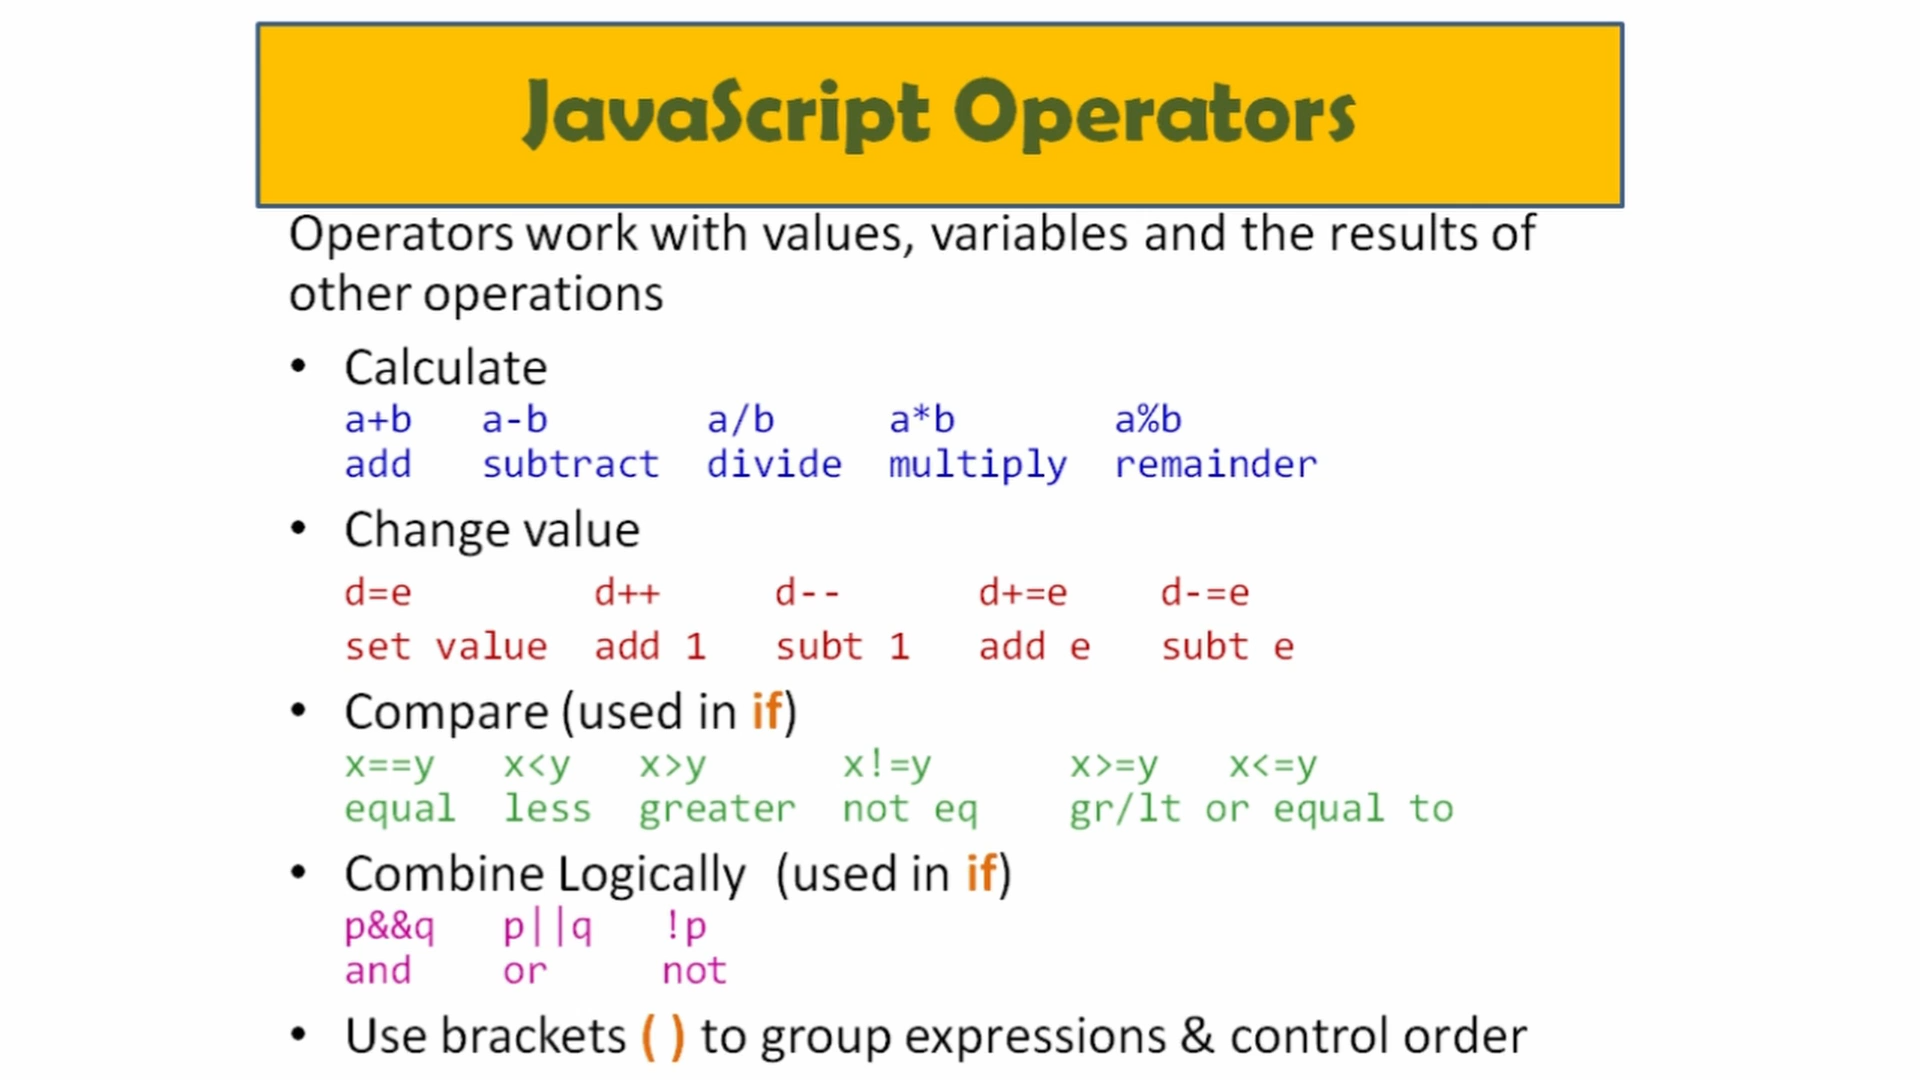 JavaScript Operators
Operators work with values, variables and the results of
other operations
• Calculate
a+b a-b a/b a*b a%b
add subtract divide multiply remainder
• Change value
d=e d++ d-- d+=e d-=e
set value add 1 subt 1 add e subt e
• Compare (used in if)
x==y x<y x>y x!=y x>=y x<=y
equal less greater not eq gr/lt or equal to
• Combine Logically (used in if)
p&&q p||q !p
and or not
• Use brackets ( ) to group expressions & control order